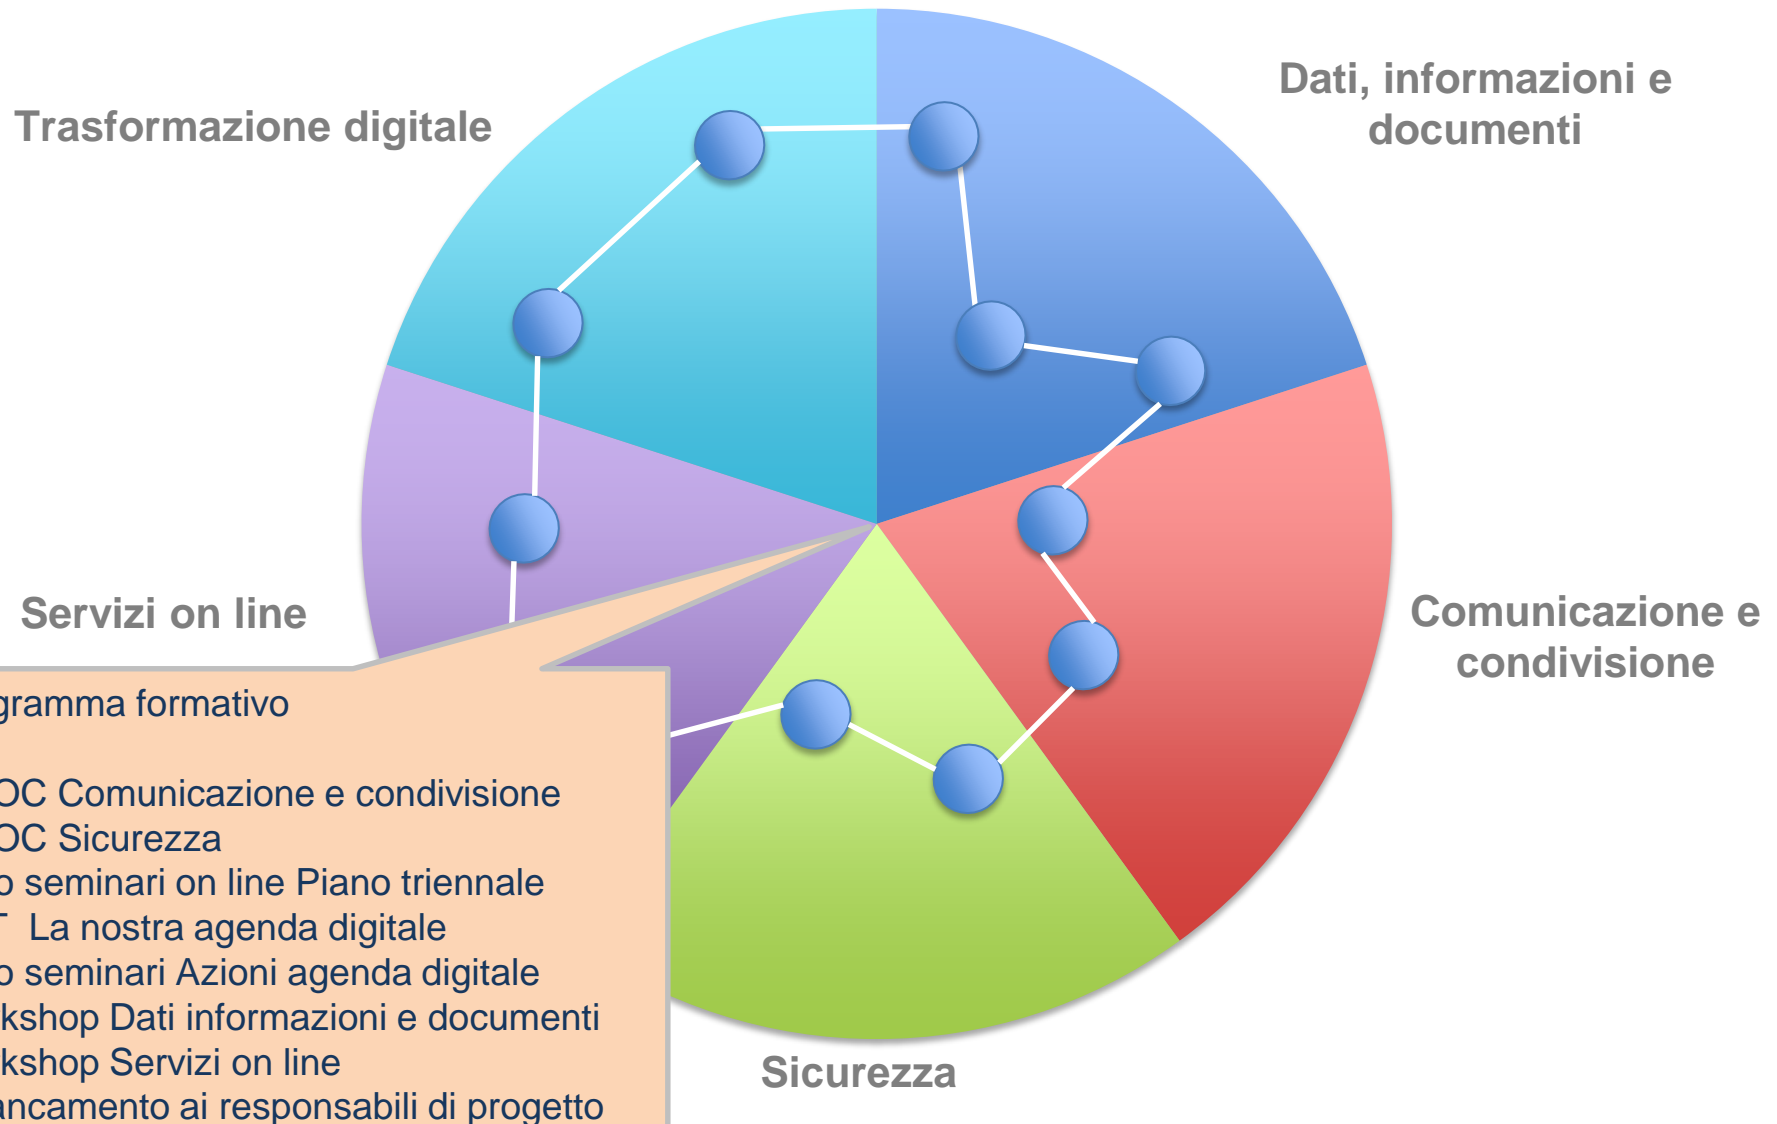 Trasformazione digitale
Dati, informazioni e
documenti
Servizi on line
Comunicazione e
condivisione
Sicurezza
gramma formativo
OC Comunicazione e condivisione
OC Sicurezza
o seminari on line Piano triennale
T La nostra agenda digitale
o seminari Azioni agenda digitale
kshop Dati informazioni e documenti
kshop Servizi on line
ancamento ai responsabili di progetto